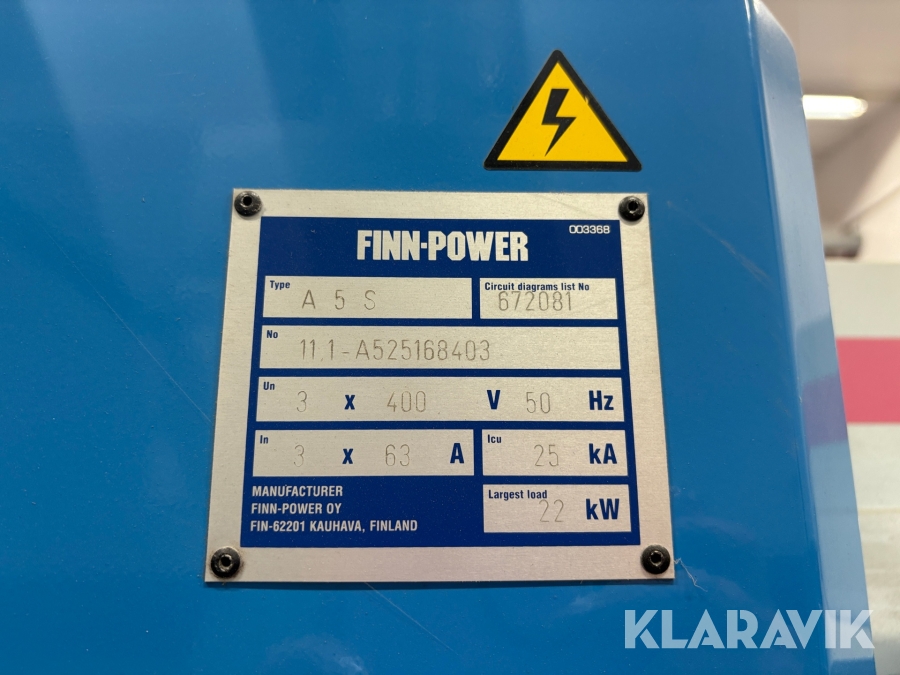 FINN-POWER
003368
Type
A 5 S
Circuit diagrams list No
672081
No
11.1-A525168403
Un
3 x 400 V 50 Hz
In
3 x 63 A
Icu
25 kA
MANUFACTURER
FINN-POWER OY
FIN-62201 KAUHAVA, FINLAND
Largest load
22 kW
KLARAVIK